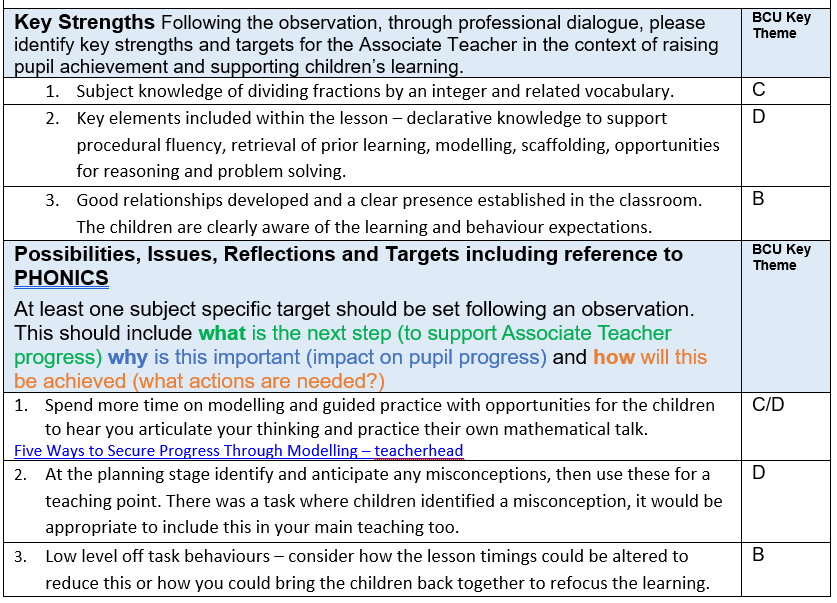 Key Strengths Following the observation, through professional dialogue, please
identify key strengths and targets for the Associate Teacher in the context of raising
pupil achievement and supporting children's learning.
BCU Key
Theme
1. Subject knowledge of dividing fractions by an integer and related vocabulary.
C
2. Key elements included within the lesson – declarative knowledge to support
procedural fluency, retrieval of prior learning, modelling, scaffolding, opportunities
for reasoning and problem solving.
D
3. Good relationships developed and a clear presence established in the classroom.
The children are clearly aware of the learning and behaviour expectations.
B
Possibilities, Issues, Reflections and Targets including reference to
PHONICS
At least one subject specific target should be set following an observation.
This should include what is the next step (to support Associate Teacher
progress) why is this important (impact on pupil progress) and how will this
be achieved (what actions are needed?)
BCU Key
Theme
1. Spend more time on modelling and guided practice with opportunities for the children
to hear you articulate your thinking and practice their own mathematical talk.
Five Ways to Secure Progress Through Modelling – teacherhead
C/D
2. At the planning stage identify and anticipate any misconceptions, then use these for a
teaching point. There was a task where children identified a misconception, it would be
appropriate to include this in your main teaching too.
D
3. Low level off task behaviours – consider how the lesson timings could be altered to
reduce this or how you could bring the children back together to refocus the learning.
B